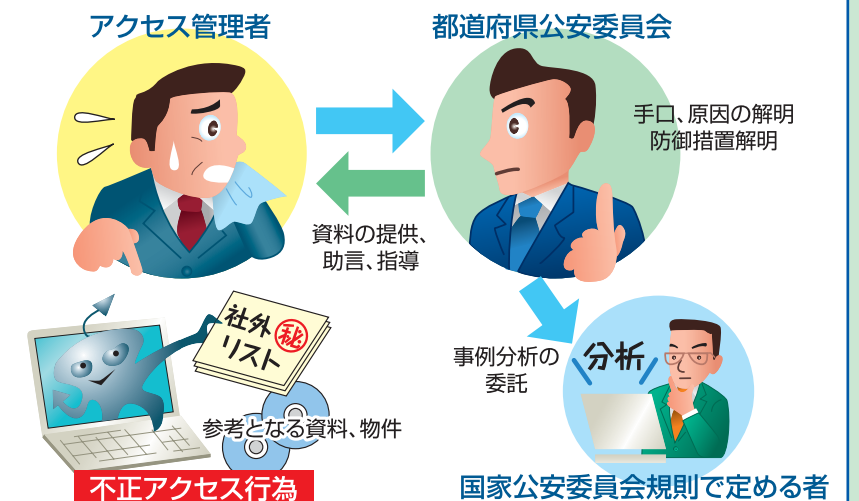 アクセス管理者
都道府県公安委員会
手口、原因の解明
防御措置解明
資料の提供、
助言、指導
社外㊙
リスト
事例分析の
委託
分析
参考となる資料、物件
不正アクセス行為
国家公安委員会規則で定める者